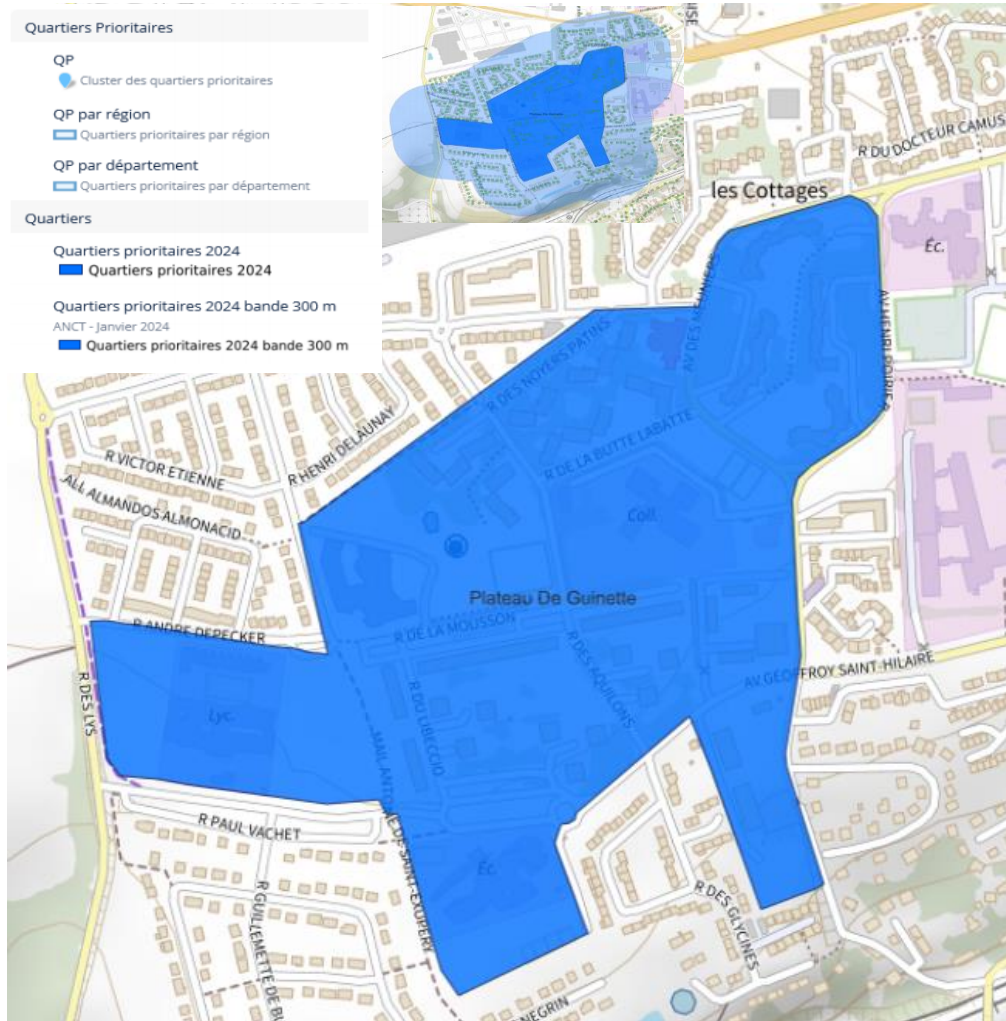 Quartiers Prioritaires
QP
Cluster des quartiers prioritaires
QP par région
Quartiers prioritaires par région
QP par département
Quartiers prioritaires par département
Quartiers
Quartiers prioritaires 2024
Quartiers prioritaires 2024
Quartiers prioritaires 2024 bande 300 m
ANCT - Janvier 2024
Quartiers prioritaires 2024 bande 300 m
R DU DOCTEUR CAMUS
les Cottages
Éc.
AV DES MEUNIERS
AV HENRI POIRIER
R DES NOYERS PATINS
R HENRI DELAUNAY
R VICTOR ETIENNE
R DE LA BUTTE LABATTE
ALL ALMANDOS ALMONACID
Coll.
Plateau De Guinette
R ANDRE DEPECKER
R DE LA MOUSSON
R DES AQUILONS
AV GEOFFROY SAINT-HILAIRE
R DES LYS
Lyc.
R DU LIBECCIO
MAIL ANTOINE DE SAINT-EXUPERY
R PAUL VACHET
Éc.
R DES GLYCINES
R GUILLEMETTE DE
NEGRIN